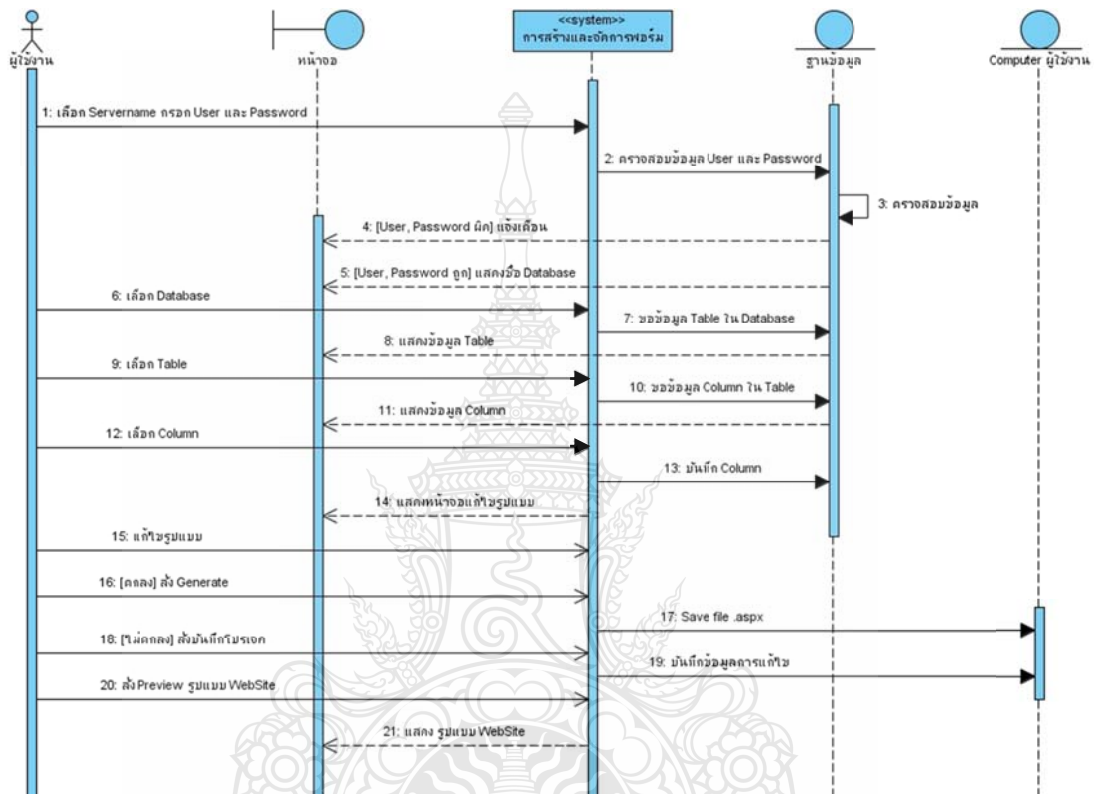 <<system>>
การสร้างและจัดการฟอร์ม
ผู้ใช้งาน
หน้าจอ
ฐานข้อมูล
Computer ผู้ใช้งาน
1: เลือก Servername กรอก User และ Password
2: ตรวจสอบข้อมูล User และ Password
3: ตรวจสอบข้อมูล
4: [User, Password ผิด] แจ้งเตือน
5: [User, Password ถูก] แสดงชื่อ Database
6: เลือก Database
7: ขอข้อมูล Table ใน Database
8: แสดงข้อมูล Table
9: เลือก Table
10: ขอข้อมูล Column ใน Table
11: แสดงข้อมูล Column
12: เลือก Column
13: บันทึก Column
14: แสดงหน้าจอแก้ไขรูปแบบ
15: แก้ไขรูปแบบ
16: [ตกลง] สั่ง Generate
17: Save file .aspx
18: [ไม่ตกลง] สั่งบันทึกโปรเจค
19: บันทึกข้อมูลการแก้ไข
20: สั่ง Preview รูปแบบ WebSite
21: แสดง รูปแบบ WebSite